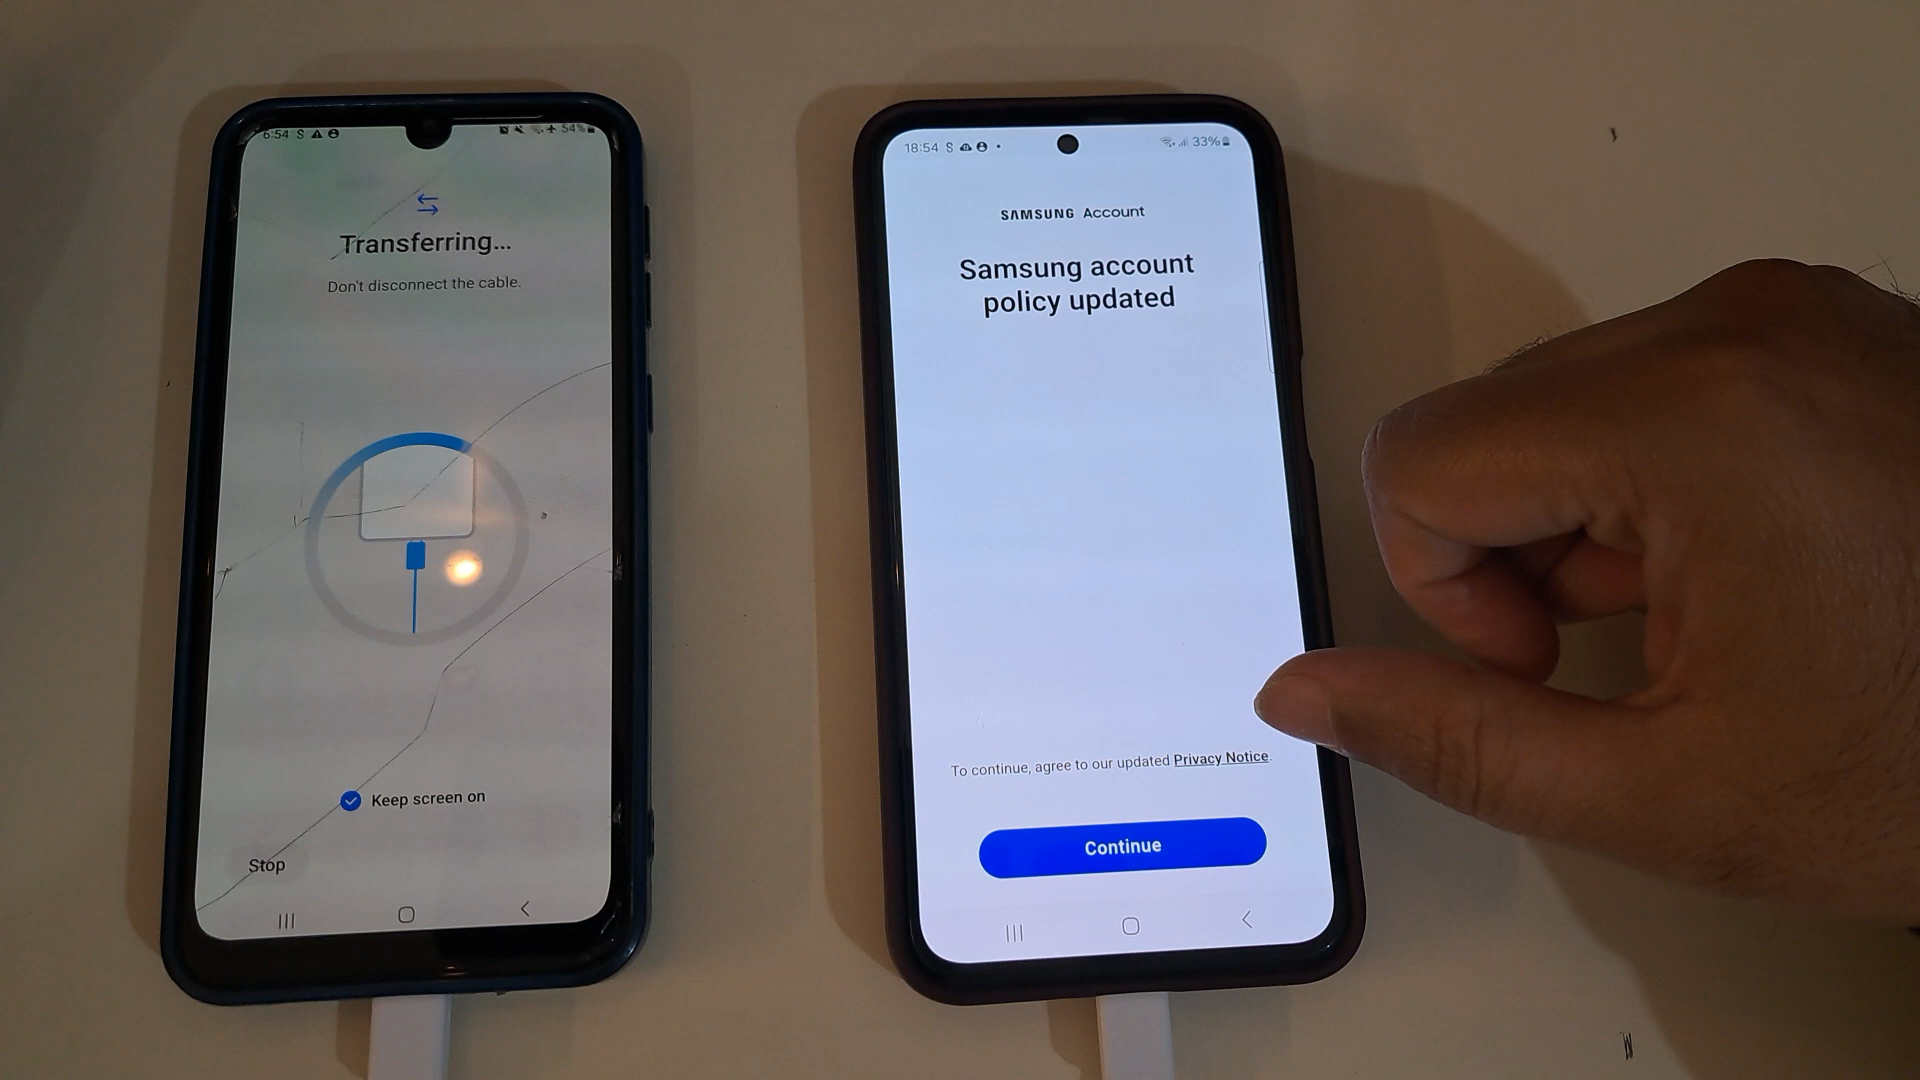 6:54
54%
Transferring...
Don't disconnect the cable.
Keep screen on
Stop
18:54
33%
SAMSUNG Account
Samsung account
policy updated
To continue, agree to our updated Privacy Notice.
Continue